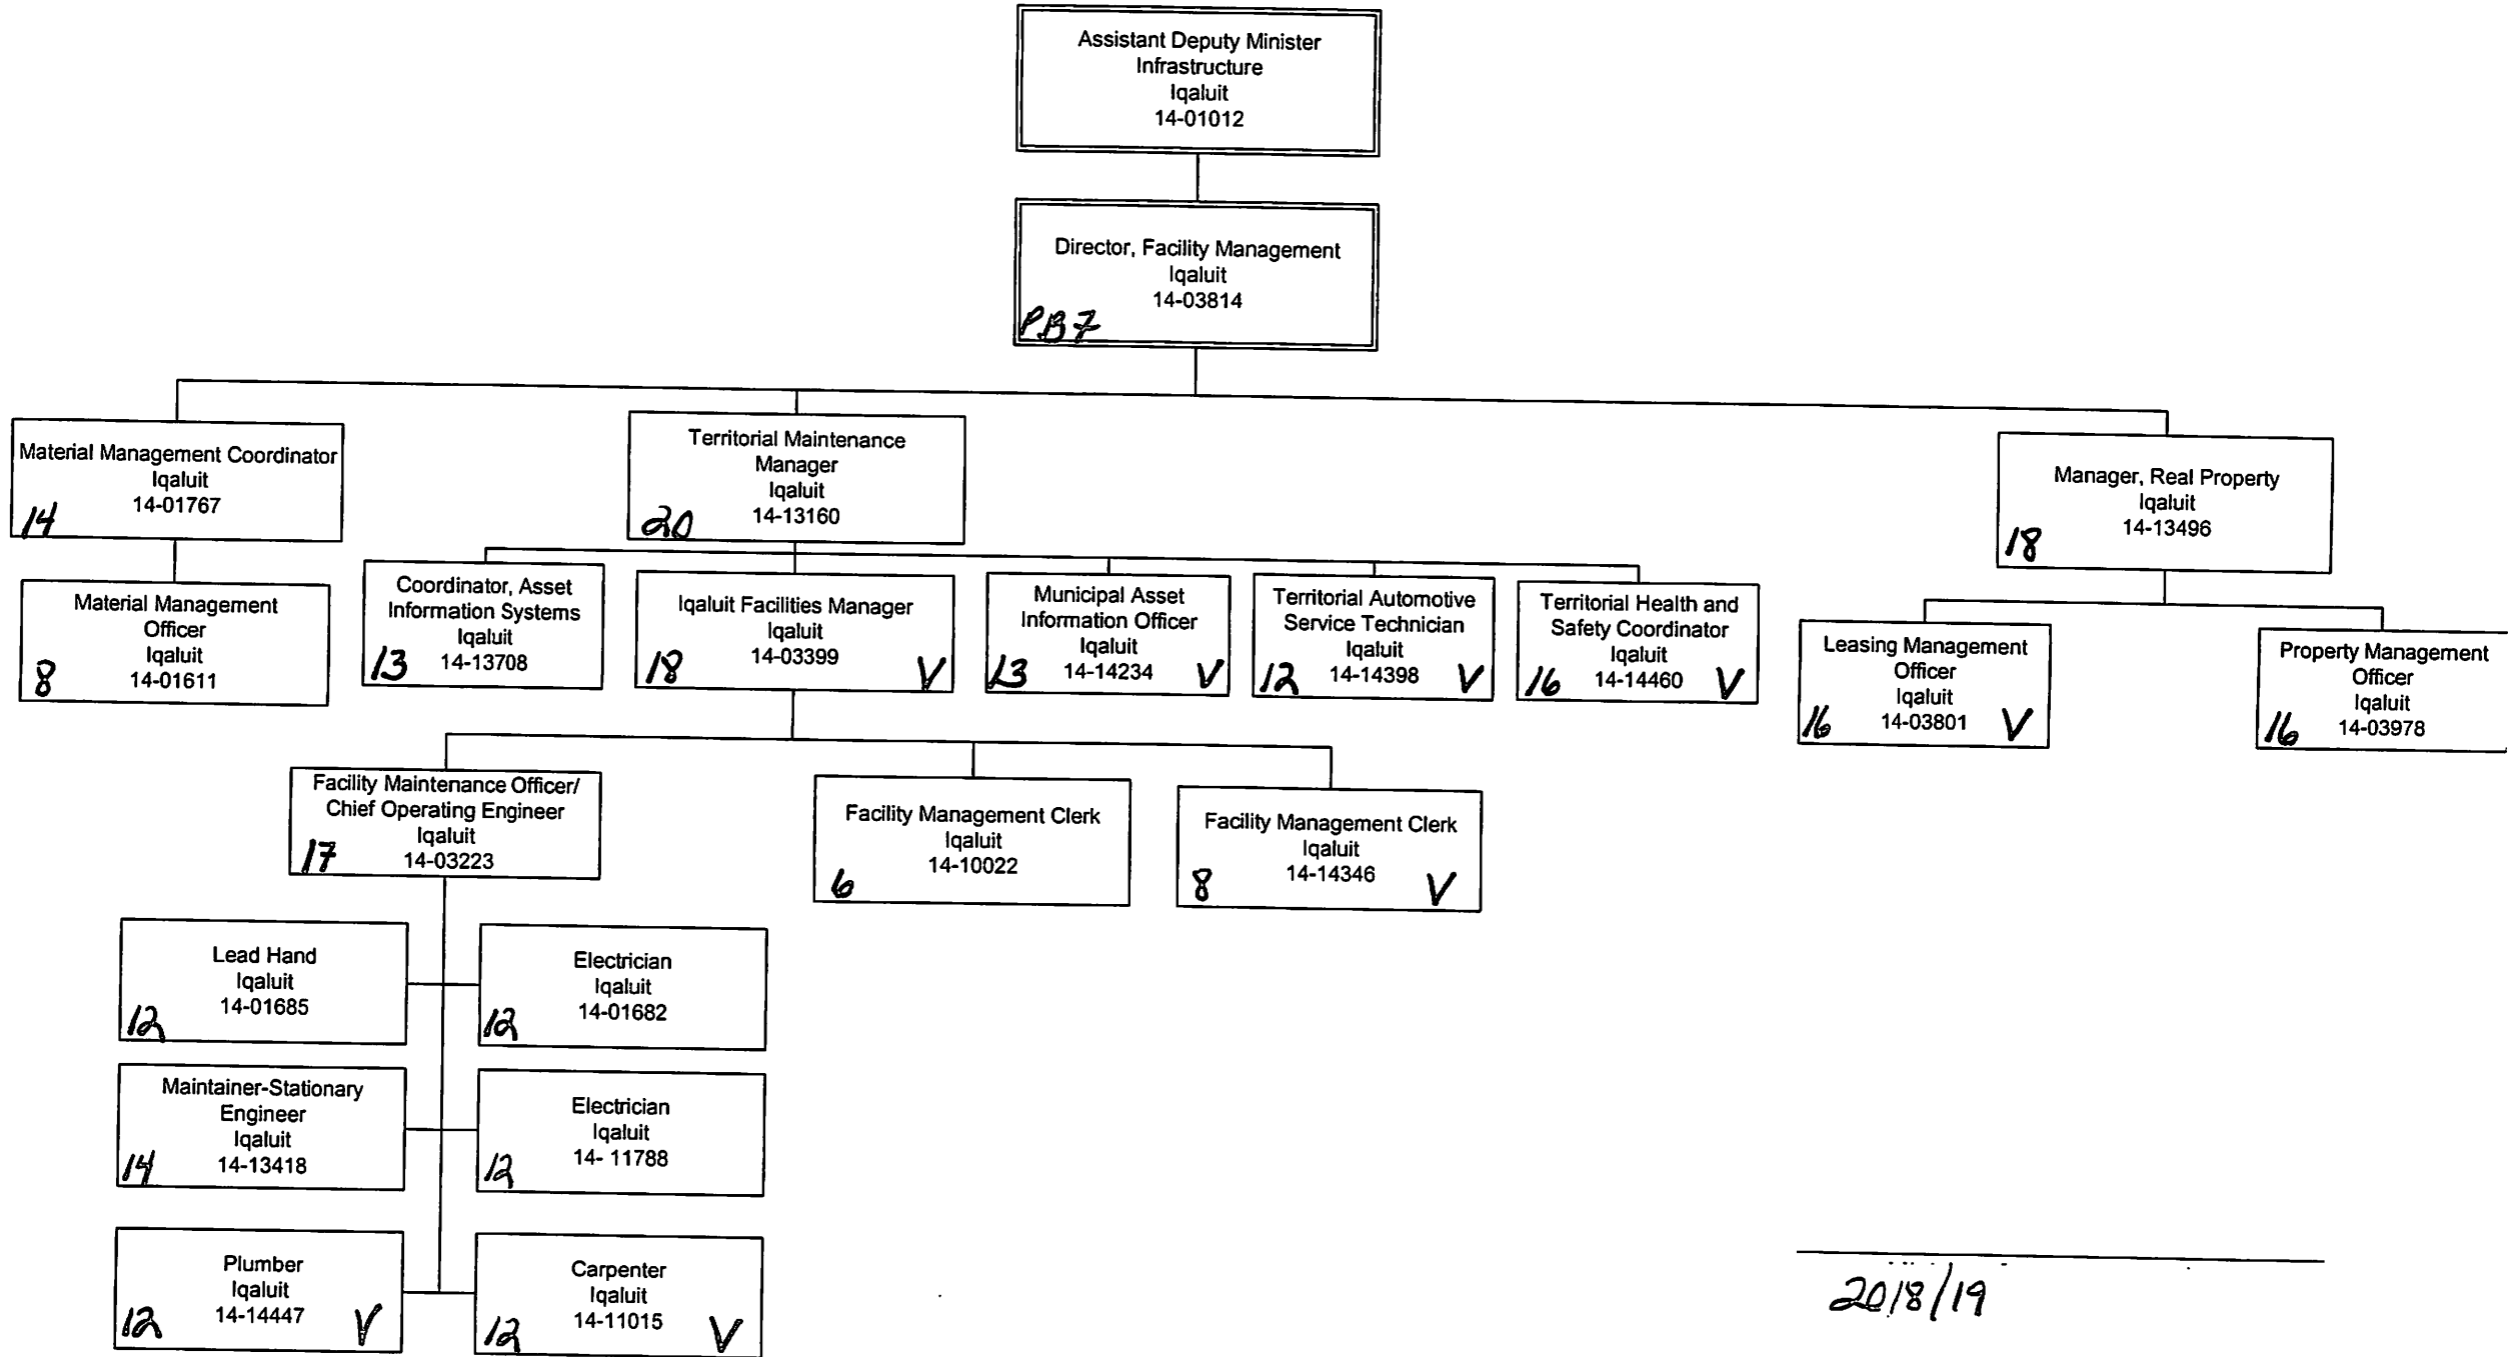 Assistant Deputy Minister
Infrastructure
Iqaluit
14-01012
Director, Facility Management
Iqaluit
14-03814
PB7
Material Management Coordinator
Iqaluit
14-01767
14
Territorial Maintenance
Manager
Iqaluit
14-13160
20
Manager, Real Property
Iqaluit
14-13496
18
Material Management
Officer
Iqaluit
14-01611
8
Coordinator, Asset
Information Systems
Iqaluit
14-13708
13
Iqaluit Facilities Manager
Iqaluit
14-03399
18 V
Municipal Asset
Information Officer
Iqaluit
14-14234
13 V
Territorial Automotive
Service Technician
Iqaluit
14-14398
12 V
Territorial Health and
Safety Coordinator
Iqaluit
14-14460
16 V
Leasing Management
Officer
Iqaluit
14-03801
16 V
Property Management
Officer
Iqaluit
14-03978
16
Facility Maintenance Officer/
Chief Operating Engineer
Iqaluit
14-03223
17
Facility Management Clerk
Iqaluit
14-10022
6
Facility Management Clerk
Iqaluit
14-14346
8 V
Lead Hand
Iqaluit
14-01685
12
Electrician
Iqaluit
14-01682
12
Maintainer-Stationary
Engineer
Iqaluit
14-13418
14
Electrician
Iqaluit
14- 11788
12
Plumber
Iqaluit
14-14447
12 V
Carpenter
Iqaluit
14-11015
12 V
2018/19